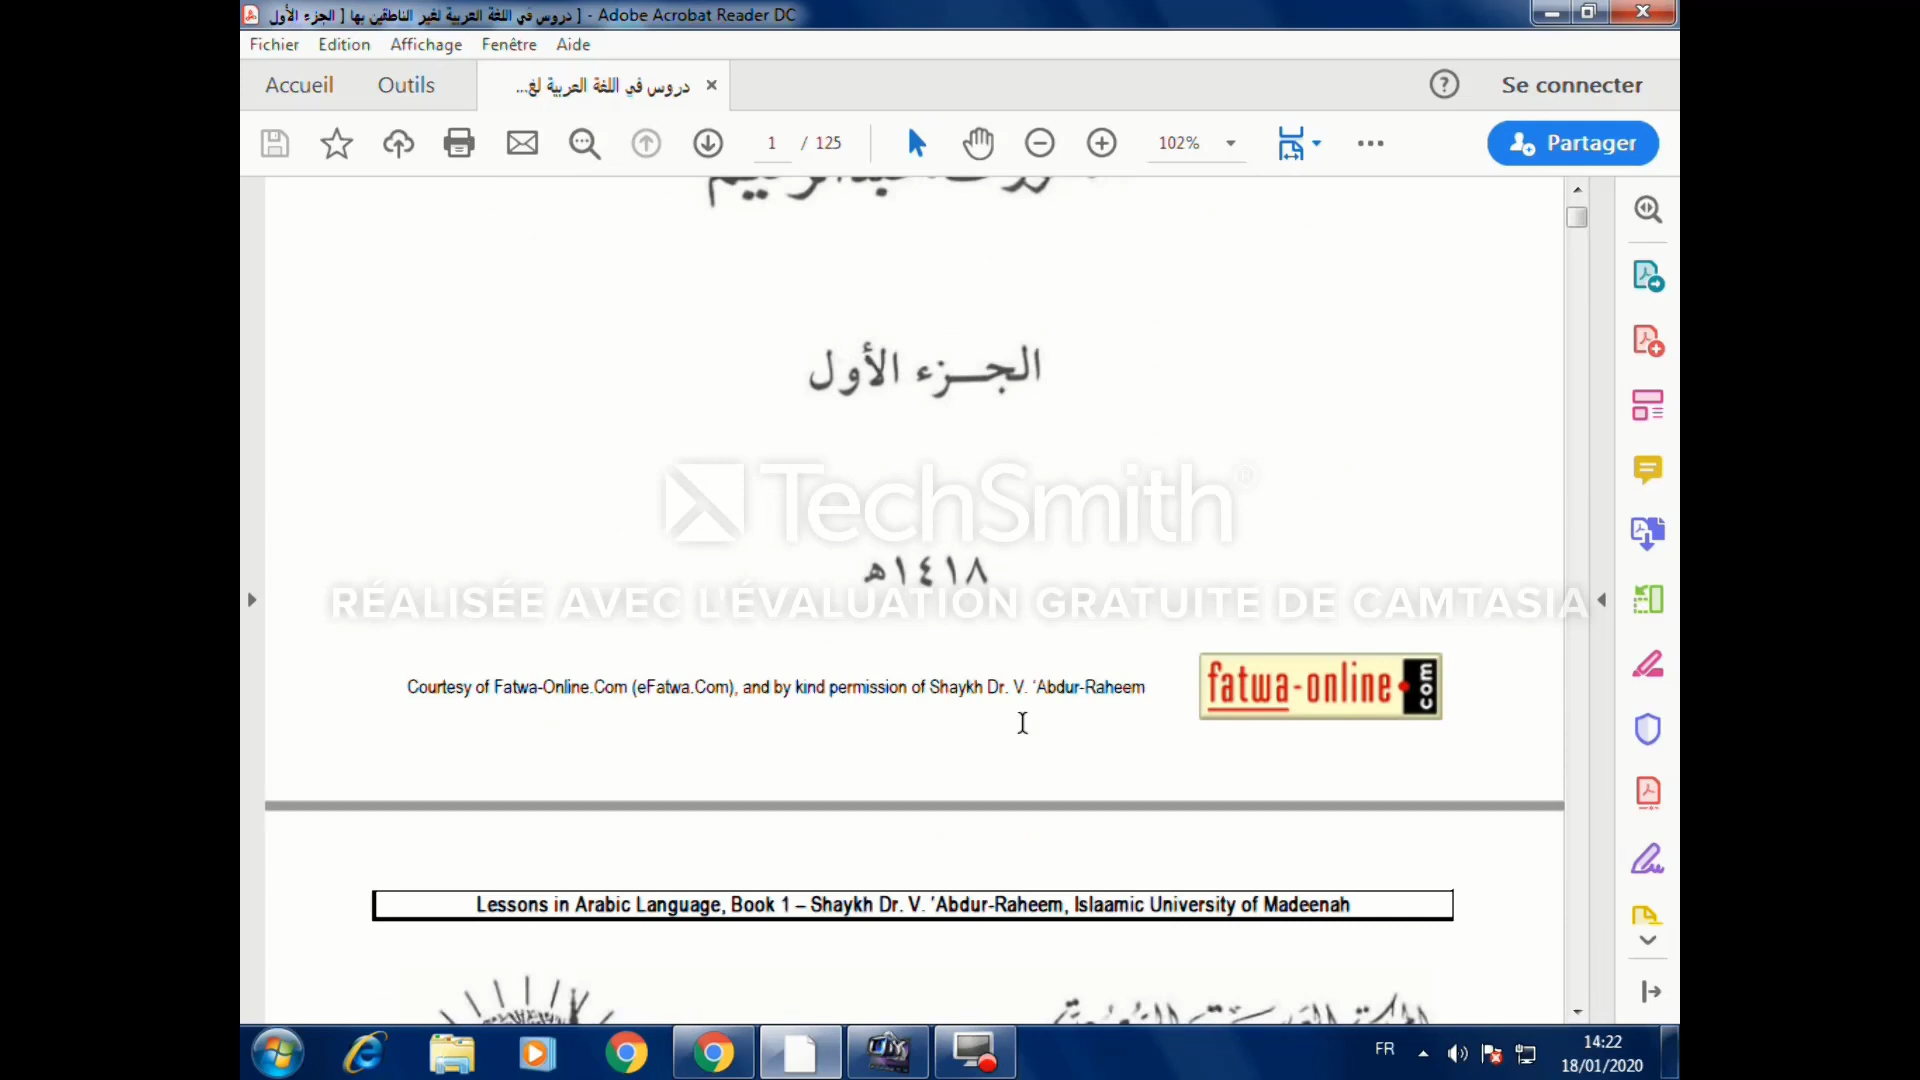 دروس في اللغة العربية لغير الناطقين بها [ الجزء الأول ] - Adobe Acrobat Reader DC
Fichier Edition Affichage Fenêtre Aide
Accueil Outils دروس في اللغة العربية لغ... Se connecter
1 / 125 102% Partager
الجزء الأول
TechSmith®
١٤١٨ه
RÉALISÉE AVEC L'ÉVALUATION GRATUITE DE CAMTASIA
Courtesy of Fatwa-Online.Com (eFatwa.Com), and by kind permission of Shaykh Dr. V. 'Abdur-Raheem
fatwa-online.com
Lessons in Arabic Language, Book 1 – Shaykh Dr. V. 'Abdur-Raheem, Islaamic University of Madeenah
FR 14:22
18/01/2020